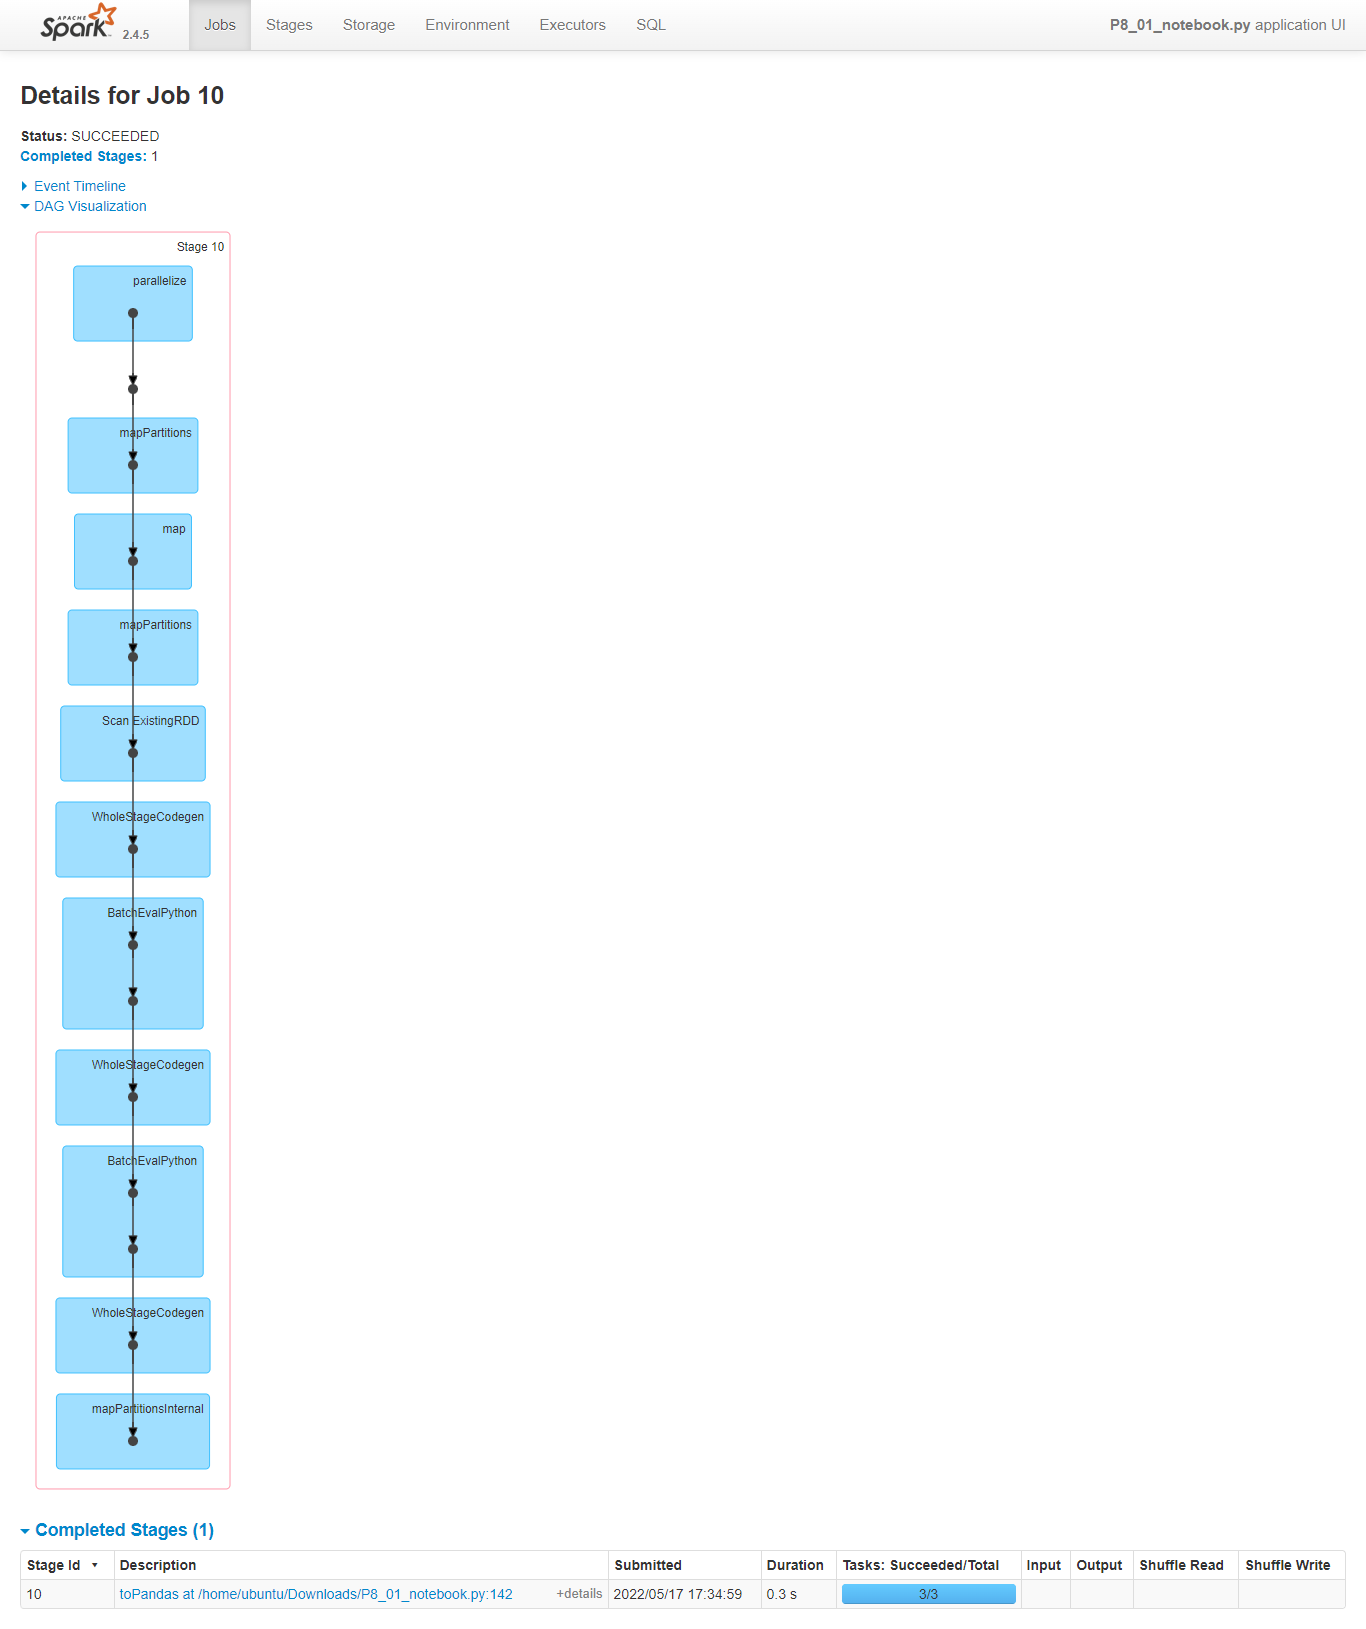 APACHE
Spark 2.4.5 Jobs Stages Storage Environment Executors SQL P8_01_notebook.py application UI
Details for Job 10
Status: SUCCEEDED
Completed Stages: 1
Event Timeline
DAG Visualization
Stage 10
parallelize
mapPartitions
map
mapPartitions
Scan ExistingRDD
WholeStageCodegen
BatchEvalPython
WholeStageCodegen
BatchEvalPython
WholeStageCodegen
mapPartitionsInternal
Completed Stages (1)
Stage Id Description Submitted Duration Tasks: Succeeded/Total Input Output Shuffle Read Shuffle Write
10 toPandas at /home/ubuntu/Downloads/P8_01_notebook.py:142 +details 2022/05/17 17:34:59 0.3 s 3/3